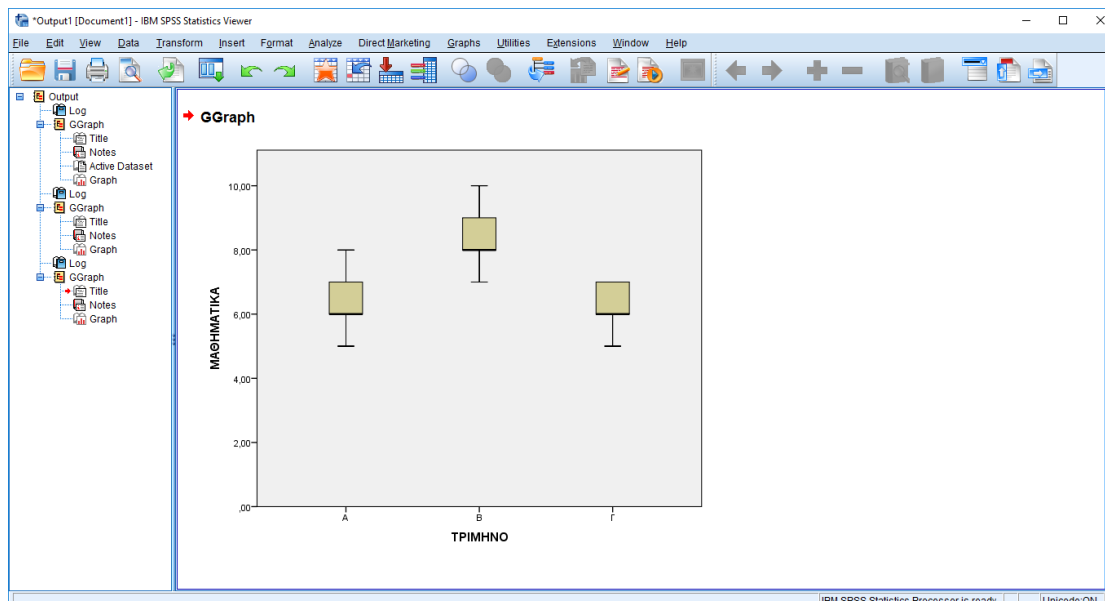 *Output1 [Document1] - IBM SPSS Statistics Viewer
File Edit View Data Transform Insert Format Analyze Direct Marketing Graphs Utilities Extensions Window Help
Output
Log
GGraph
Title
Notes
Active Dataset
Graph
Log
GGraph
Title
Notes
Graph
Log
GGraph
Title
Notes
Graph
GGraph
10,00
8,00
6,00
4,00
2,00
,00
ΜΑΘΗΜΑΤΙΚΑ
Α Β Γ
ΤΡΙΜΗΝΟ
IBM SPSS Statistics Processor is ready Unicode:ON